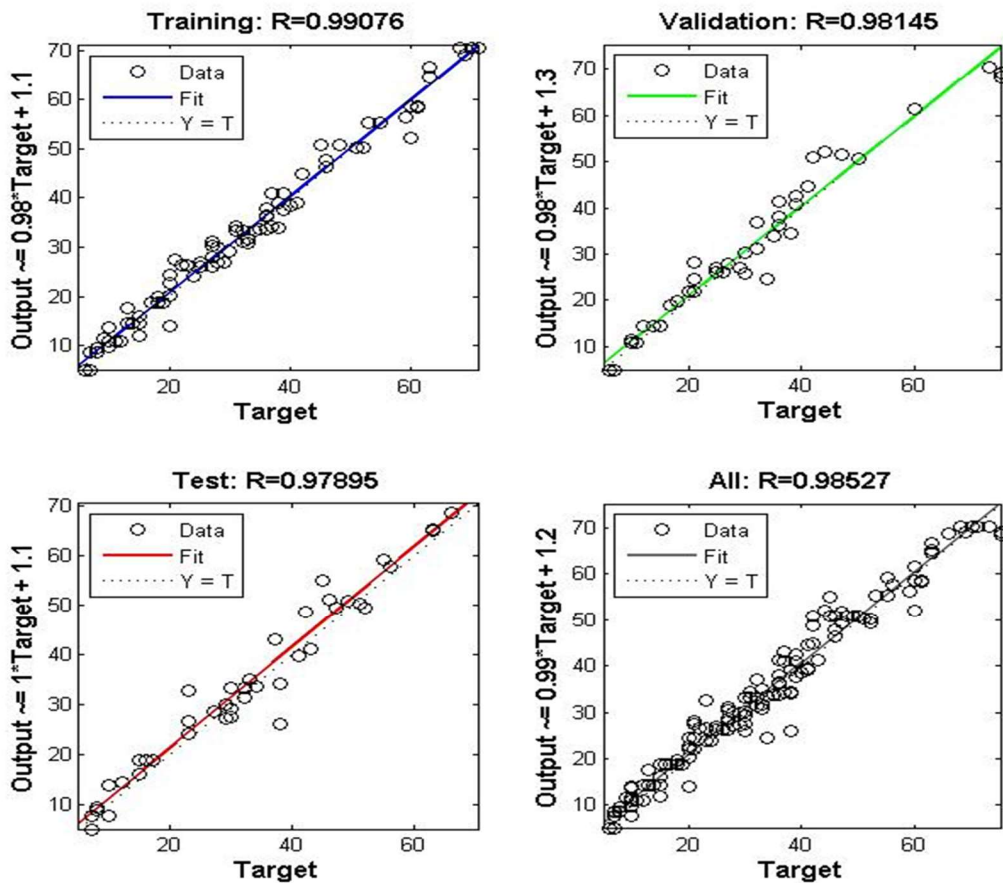 Training: R=0.99076
Output ~= 0.98*Target + 1.1
70
60
50
40
30
20
10
Data
Fit
Y = T
20
40
60
Target
Validation: R=0.98145
Output ~= 0.98*Target + 1.3
70
60
50
40
30
20
10
Data
Fit
Y = T
20
40
60
Target
Test: R=0.97895
Output ~= 1*Target + 1.1
70
60
50
40
30
20
10
Data
Fit
Y = T
20
40
60
Target
All: R=0.98527
Output ~= 0.99*Target + 1.2
70
60
50
40
30
20
10
Data
Fit
Y = T
20
40
60
Target